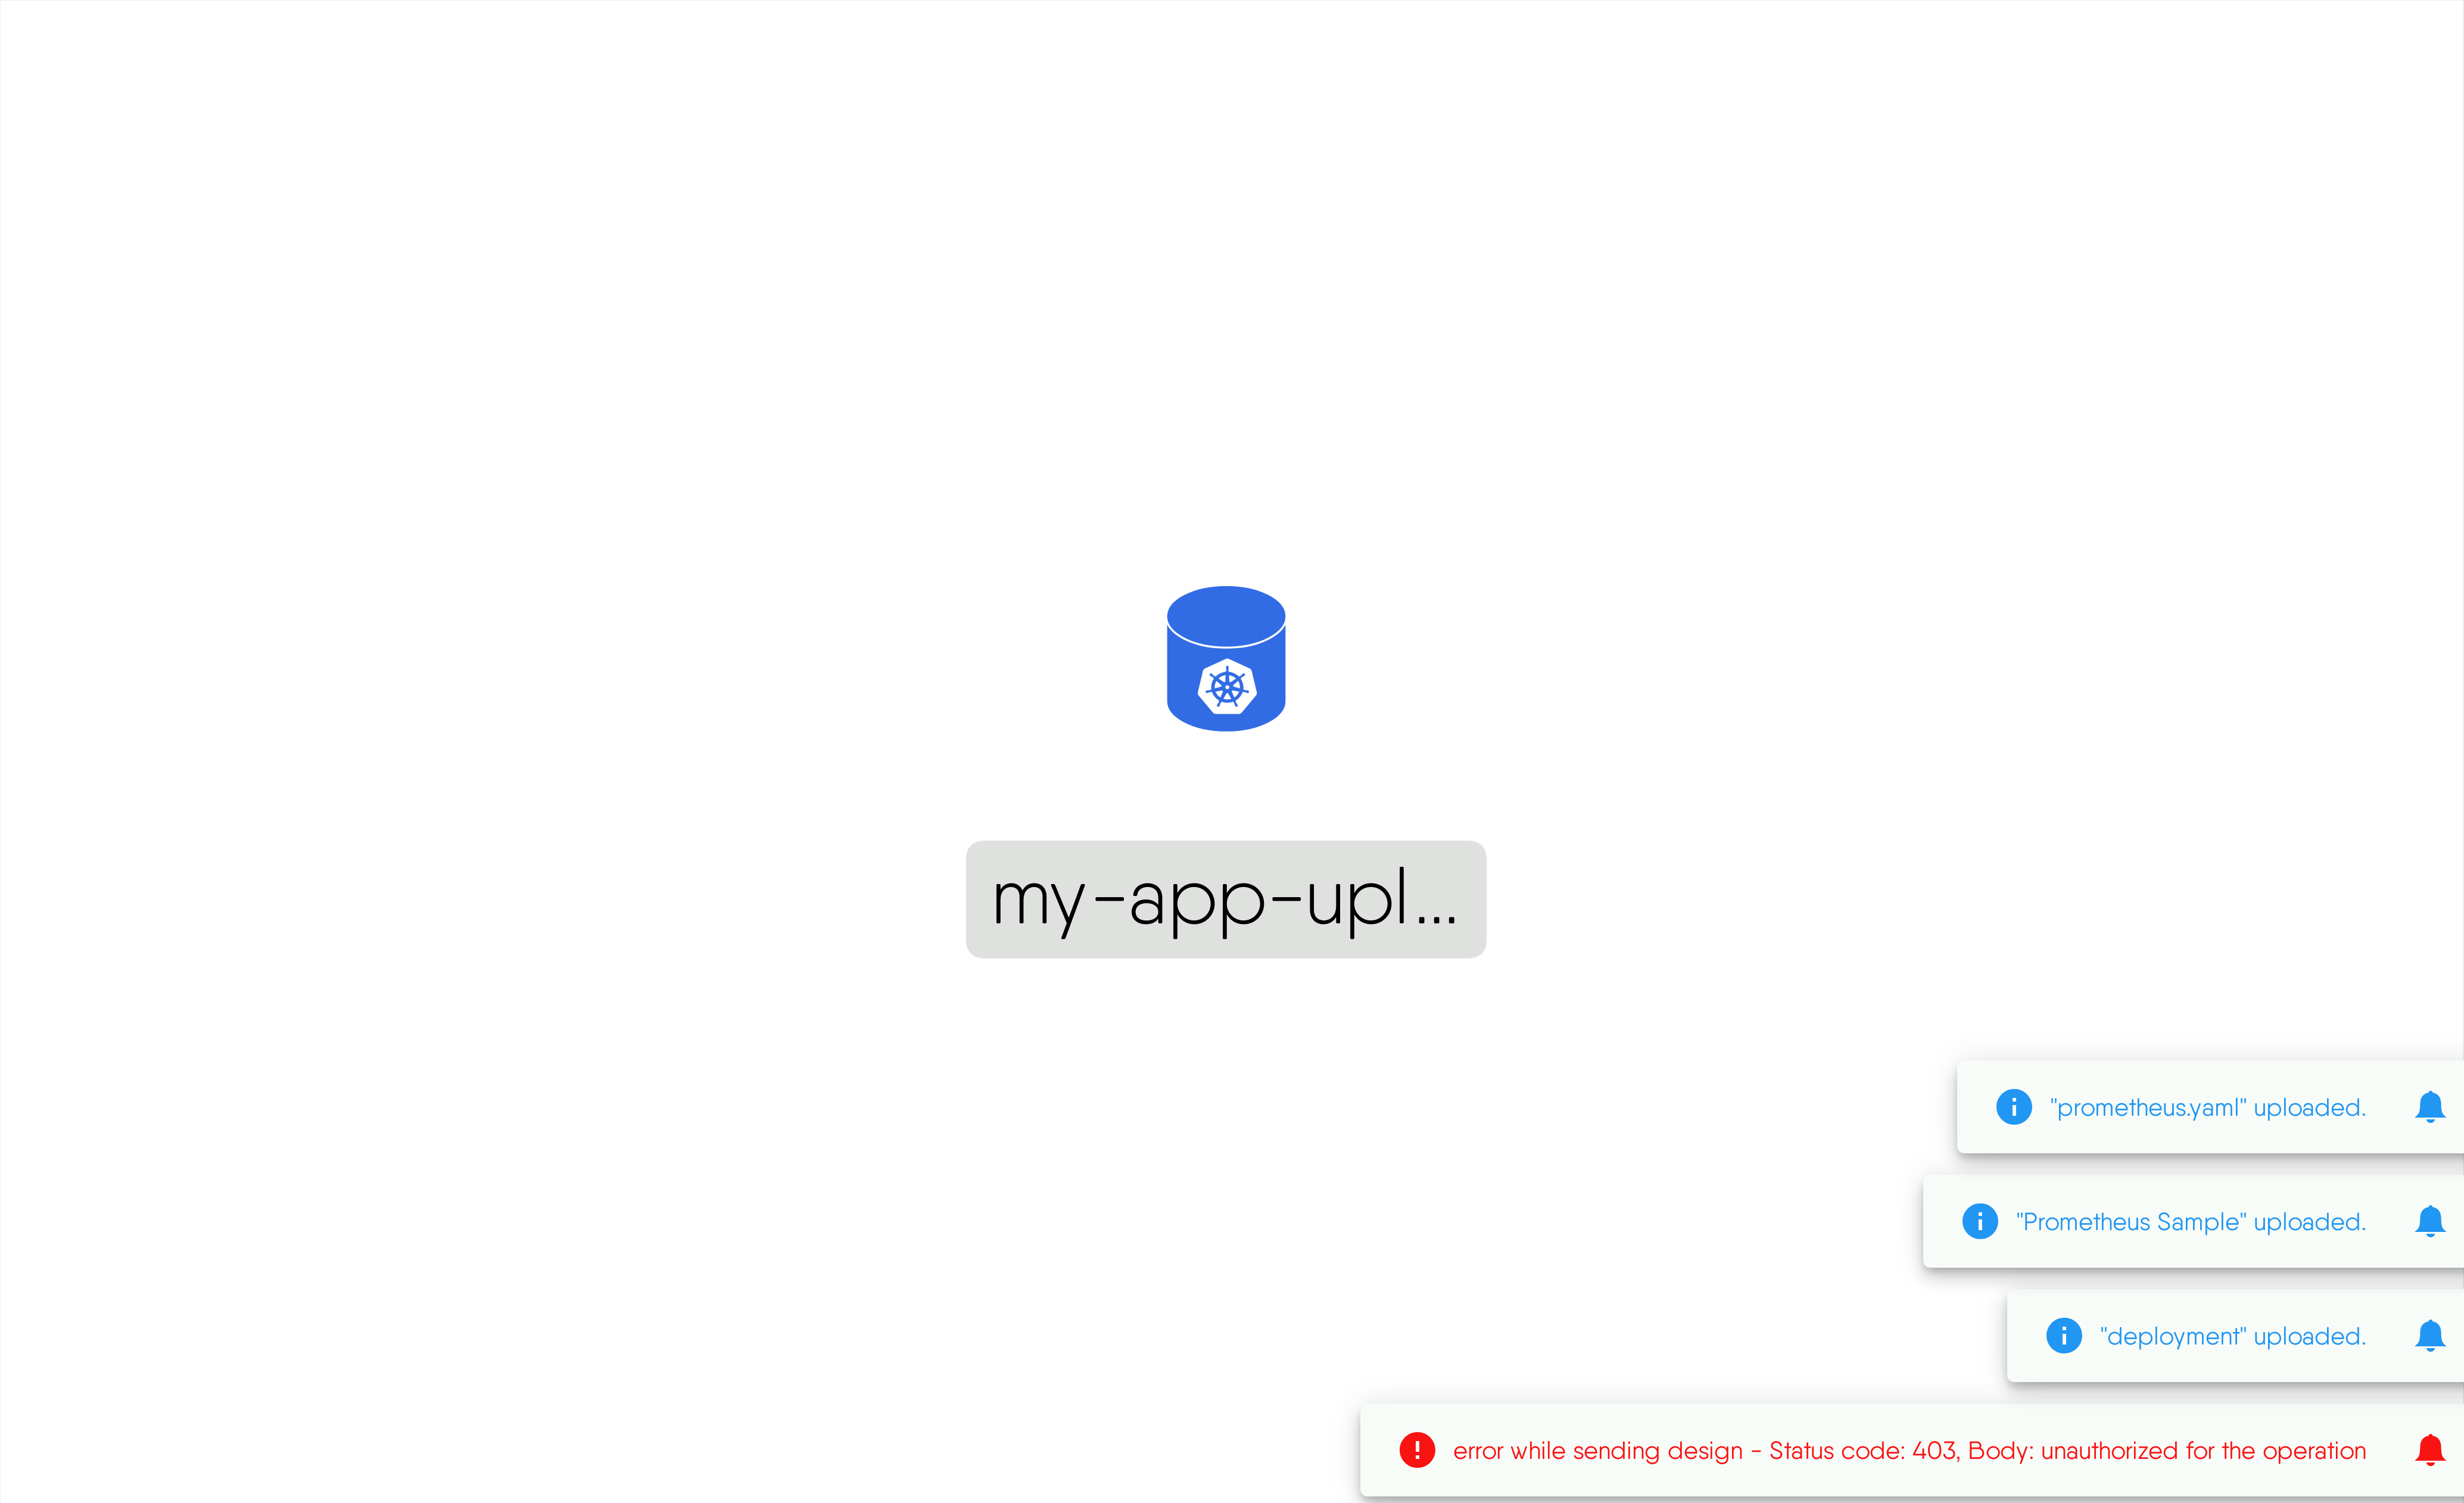 my-app-upl...
"prometheus.yaml" uploaded.
"Prometheus Sample" uploaded.
"deployment" uploaded.
error while sending design - Status code: 403, Body: unauthorized for the operation